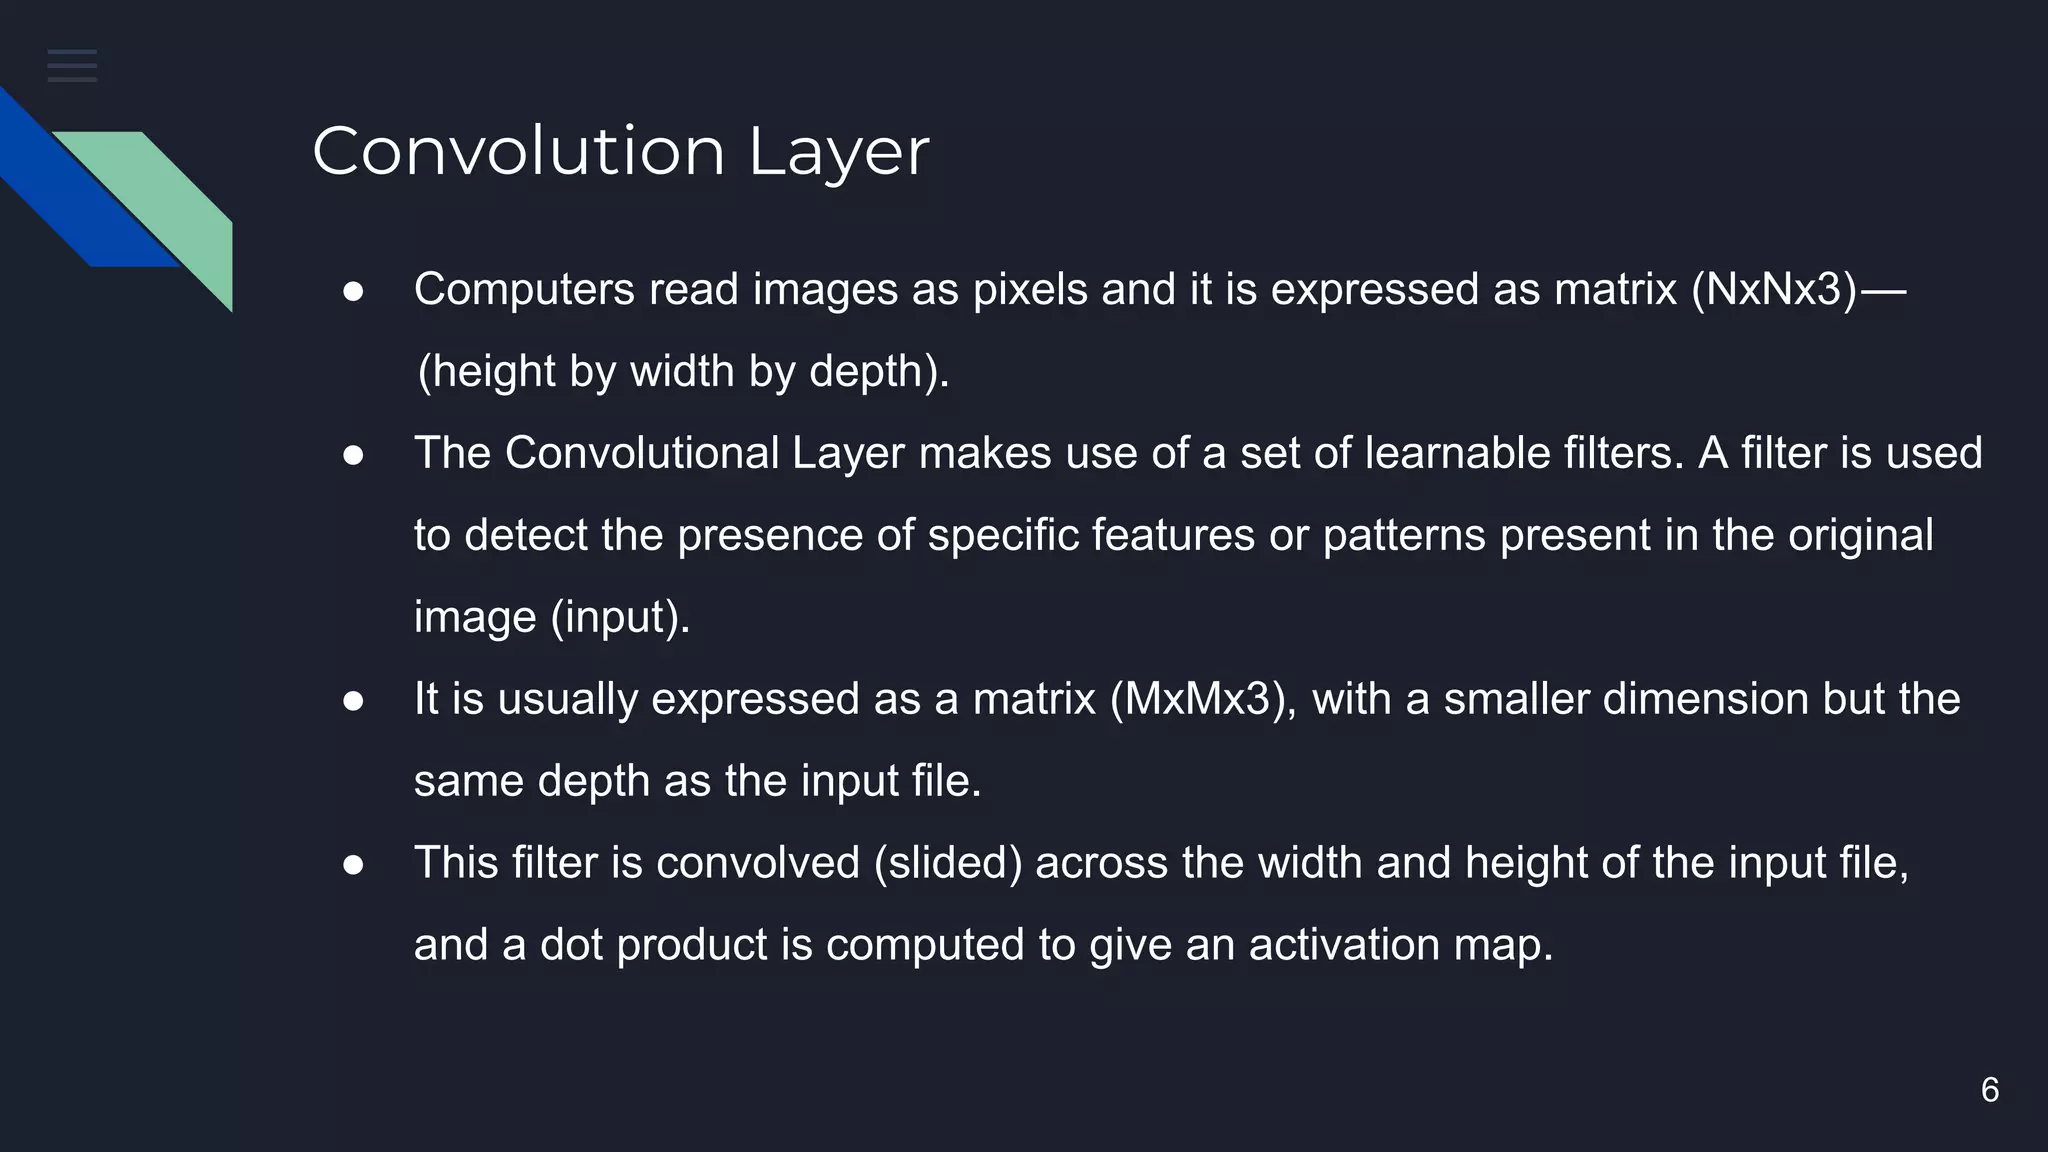 Convolution Layer
● Computers read images as pixels and it is expressed as matrix (NxNx3)—
(height by width by depth).
● The Convolutional Layer makes use of a set of learnable filters. A filter is used
to detect the presence of specific features or patterns present in the original
image (input).
● It is usually expressed as a matrix (MxMx3), with a smaller dimension but the
same depth as the input file.
● This filter is convolved (slided) across the width and height of the input file,
and a dot product is computed to give an activation map.
6